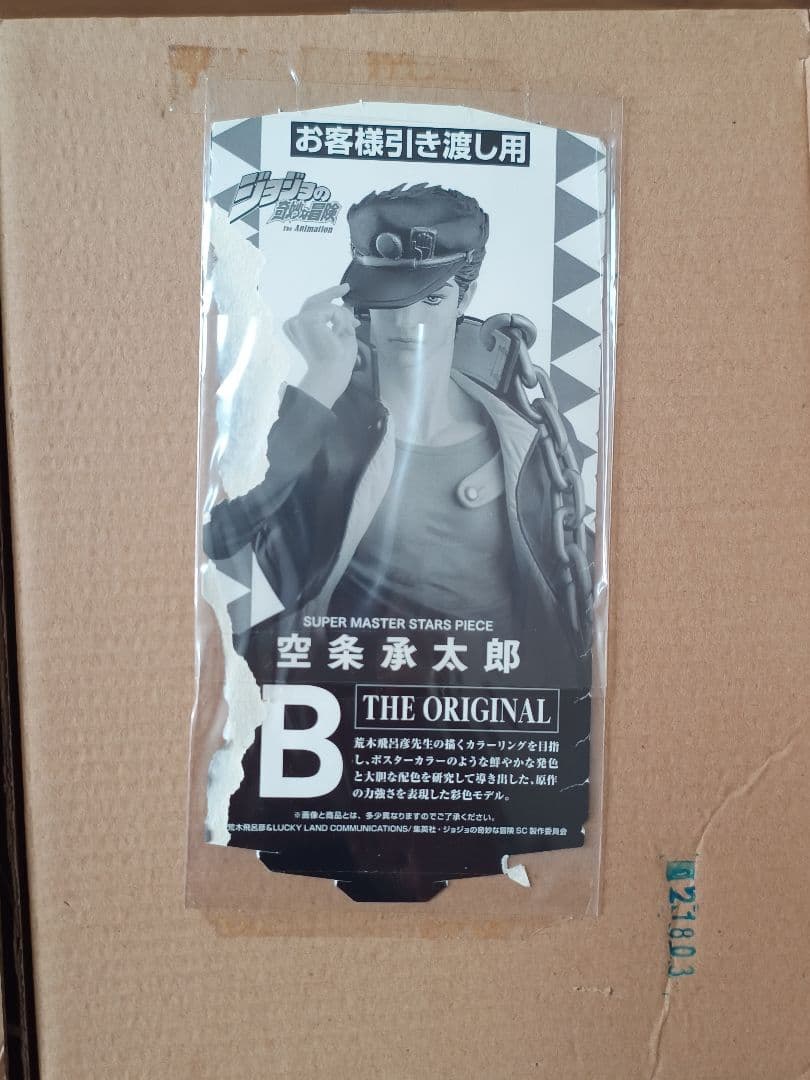 お客様引き渡し用
ジョジョの
奇妙な冒険
the Animation
SUPER MASTER STARS PIECE
空条承太郎
B
THE ORIGINAL
荒木飛呂彦先生の描くカラーリングを目指
し、ポスターカラーのような鮮やかな発色
と大胆な配色を研究して導き出した、原作
の力強さを表現した彩色モデル。
※画像と商品とは、多少異なりますのでご了承ください。
荒木飛呂彦&LUCKY LAND COMMUNICATIONS/集英社・ジョジョの奇妙な冒険SC製作委員会
021803